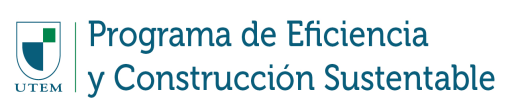 UTEM
Programa de Eficiencia
y Construcción Sustentable